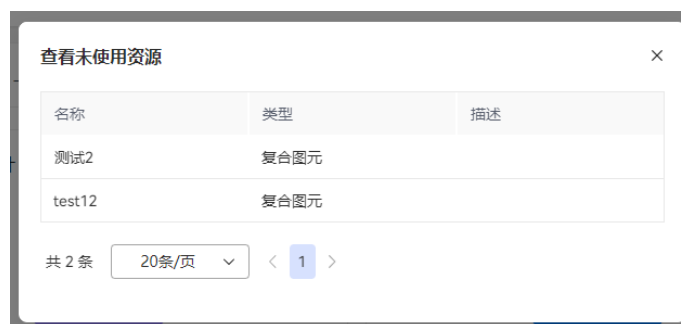 查看未使用资源
名称 类型 描述
测试2 复合图元
test12 复合图元
共 2 条 20条/页 1